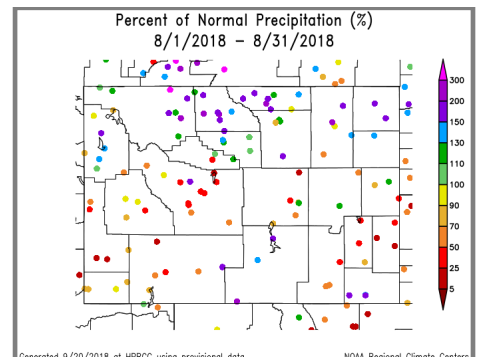 Percent of Normal Precipitation (%)
8/1/2018 – 8/31/2018
300
200
150
130
110
100
90
70
50
25
5
Generated 9/20/2018 at HPRCC using provisional data.
NOAA Regional Climate Centers